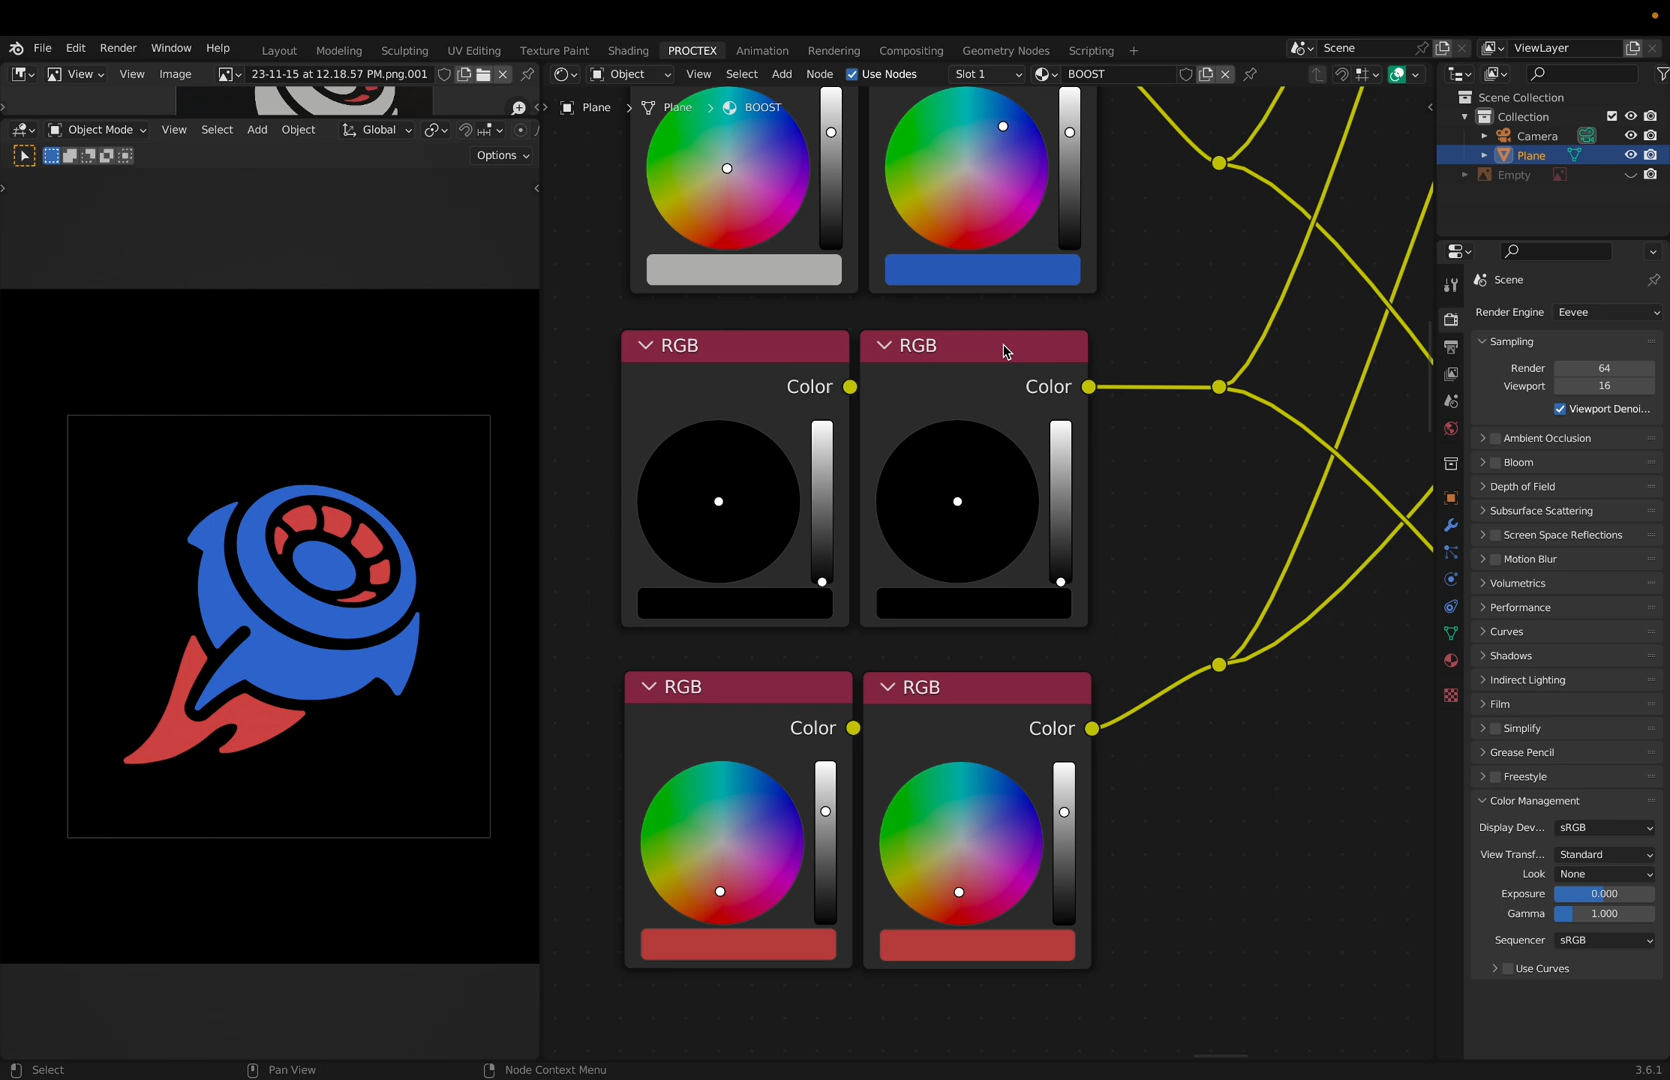 File Edit Render Window Help Layout Modeling Sculpting UV Editing Texture Paint Shading PROCTEX Animation Rendering Compositing Geometry Nodes Scripting + Scene ViewLayer
View View Image 23-11-15 at 12.18.57 PM.png.001 Object View Select Add Node Use Nodes Slot 1 BOOST
Scene Collection
Plane > Plane > BOOST
Collection
Object Mode View Select Add Object Global
Camera
Options
Plane
Empty
Scene
Render Engine Eevee
Sampling
RGB RGB
Render 64
Color Color
Viewport 16
Viewport Denoi...
Ambient Occlusion
Bloom
Depth of Field
Subsurface Scattering
Screen Space Reflections
Motion Blur
Volumetrics
Performance
Curves
Shadows
Indirect Lighting
RGB RGB
Film
Color Color
Simplify
Grease Pencil
Freestyle
Color Management
Display Dev... sRGB
View Transf... Standard
Look None
Exposure 0.000
Gamma 1.000
Sequencer sRGB
Use Curves
Select Pan View Node Context Menu 3.6.1